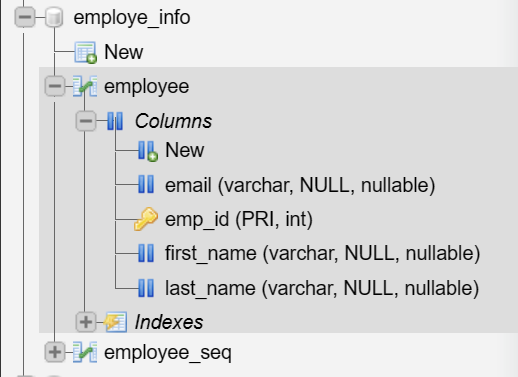 employe_info
New
employee
Columns
New
email (varchar, NULL, nullable)
emp_id (PRI, int)
first_name (varchar, NULL, nullable)
last_name (varchar, NULL, nullable)
Indexes
employee_seq